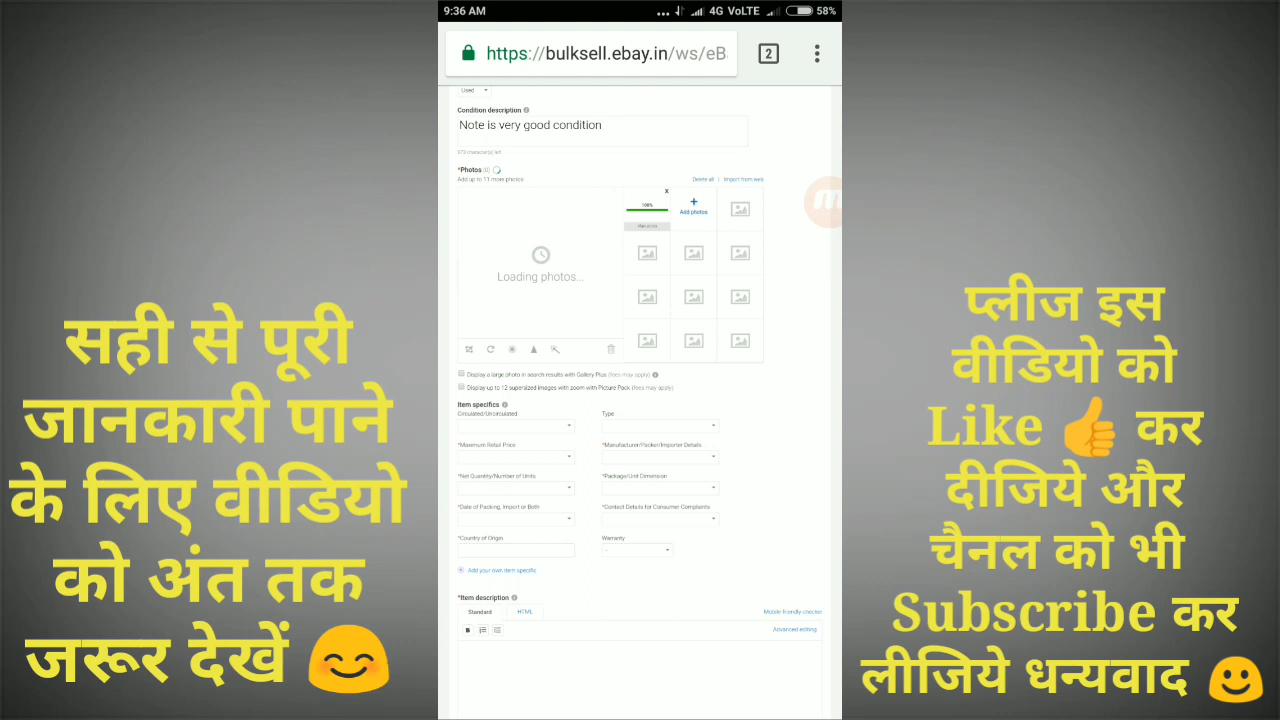 9:36 AM
4G VoLTE 58%
https://bulksell.ebay.in/ws/eB
2
Used
Condition description
Note is very good condition
973 character(s) left
*Photos (0)
Add up to 11 more photos
Delete all | Import from web
X
100%
Add photos
Loading photos...
Display a large photo in search results with Gallery Plus (fees may apply)
Display up to 12 supersized images with zoom with Picture Pack (fees may apply)
Item specifics
Circulated/Uncirculated Type
*Maximum Retail Price *Manufacturer/Packer/Importer Details
*Net Quantity/Number of Units *Package/Unit Dimension
*Date of Packing, Import or Both *Contact Details for Consumer Complaints
*Country of Origin Warranty
-
Add your own item specific
*Item description
Standard HTML Mobile-friendly checker
B Advanced editing
सही से पूरी
जानकारी पाने
के लिए वीडियो
को अंत तक
जरूर देखें 😊
प्लीज इस
को
Like 👍 कर
और
चैनल को भी
Subscribe कर
लीजिये धन्यवाद 🙂